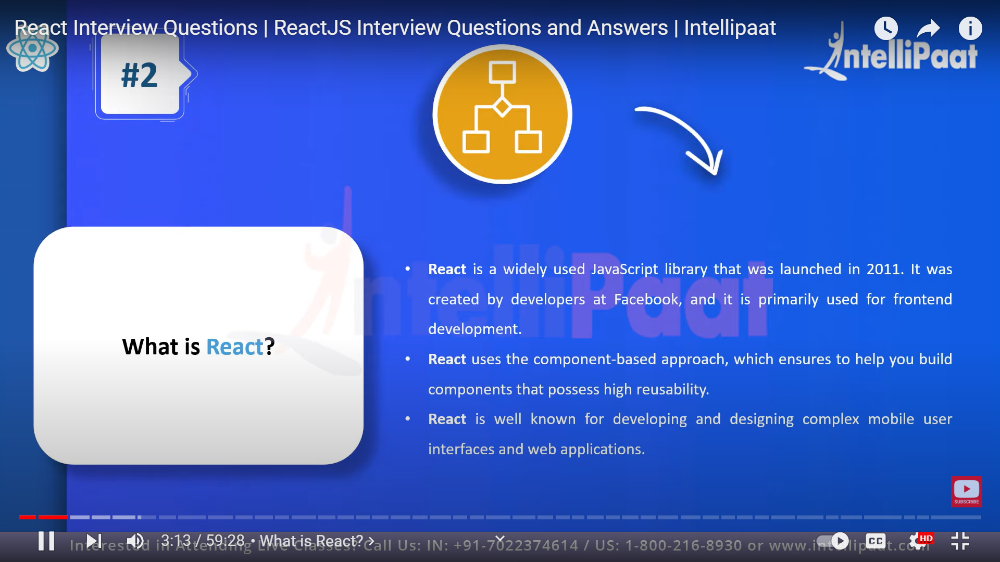 React Interview Questions | ReactJS Interview Questions and Answers | Intellipaat
#2
IntelliPaat
What is React?
• React is a widely used JavaScript library that was launched in 2011. It was
created by developers at Facebook, and it is primarily used for frontend
development.
• React uses the component-based approach, which ensures to help you build
components that possess high reusability.
• React is well known for developing and designing complex mobile user
interfaces and web applications.
IntelliPaat
SUBSCRIBE
3:13 / 59:28 • What is React? >
CC
HD
Interested in Attending Live Classes? Call Us: IN: +91-7022374614 / US: 1-800-216-8930 or www.intellipaat.com